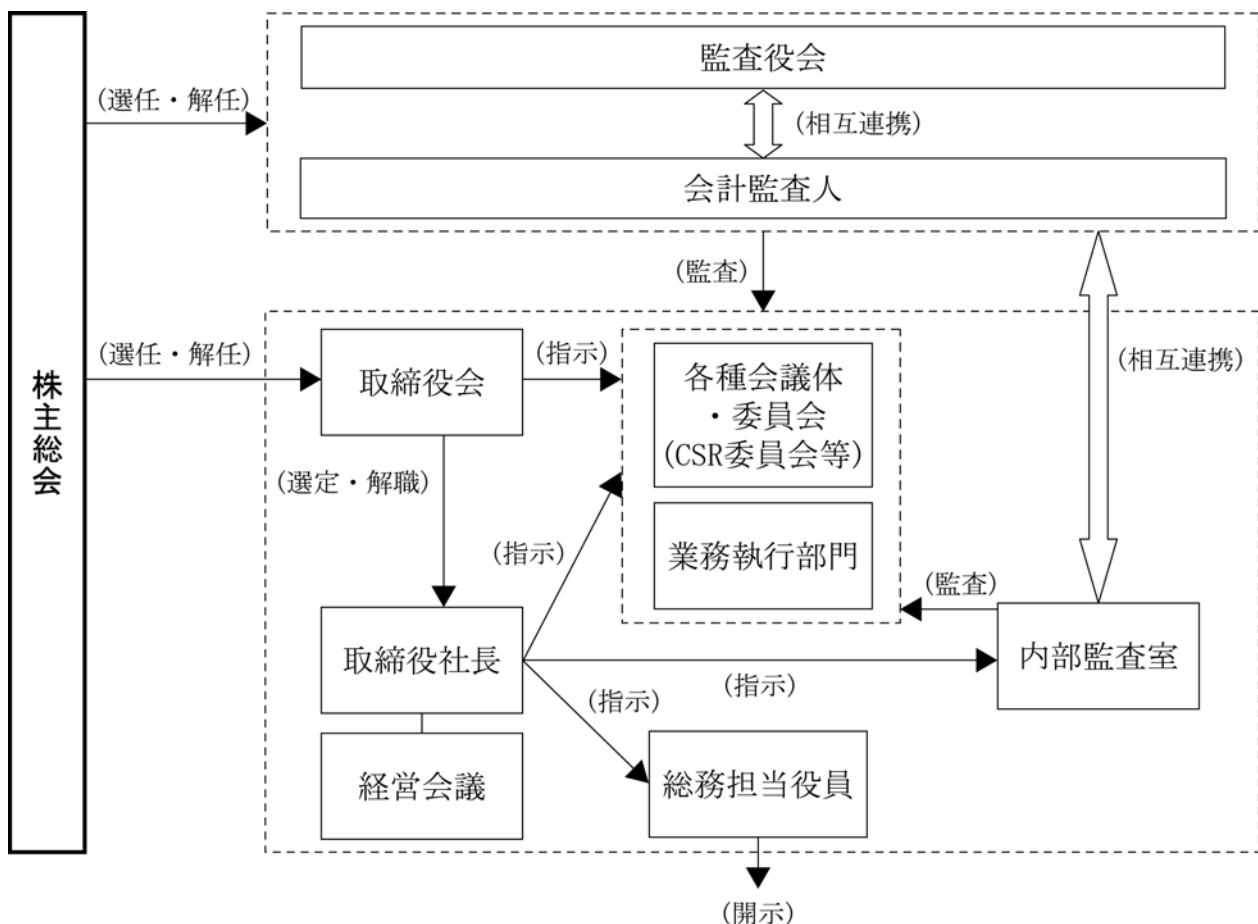 監査役会
(選任・解任)
(相互連携)
会計監査人
(監査)
株主総会
(選任・解任)
取締役会
(指示)
各種会議体
・委員会
(CSR委員会等)
(相互連携)
(選定・解職)
(指示)
業務執行部門
(監査)
取締役社長
(指示)
内部監査室
(指示)
経営会議
総務担当役員
(開示)